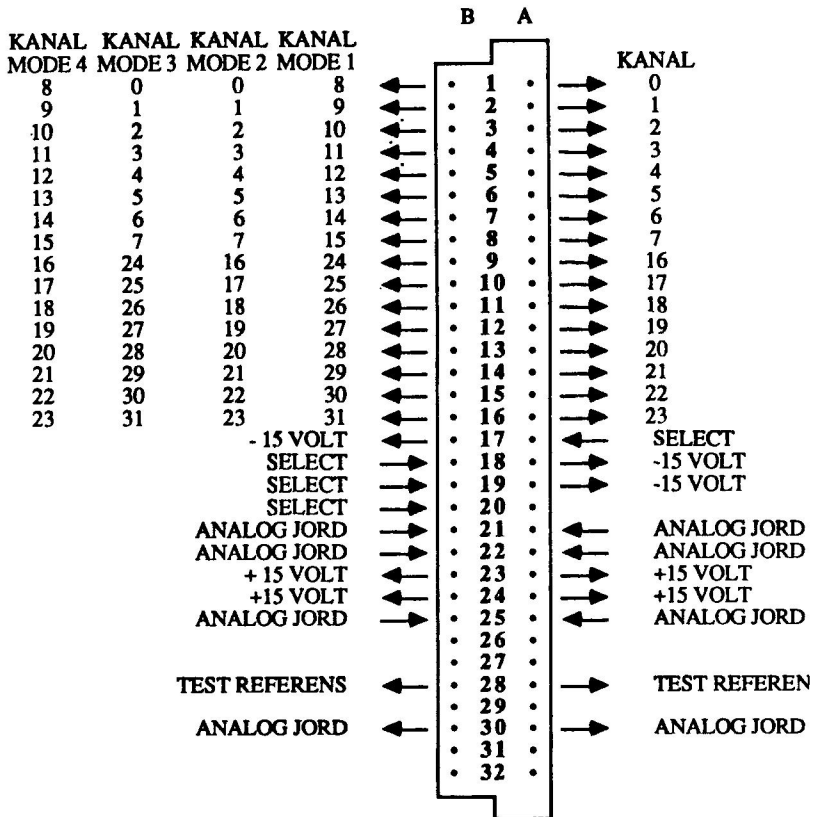 B A
KANAL KANAL KANAL KANAL
MODE 4 MODE 3 MODE 2 MODE 1 KANAL
8 0 0 8 1 0
9 1 1 9 2 1
10 2 2 10 3 2
11 3 3 11 4 3
12 4 4 12 5 4
13 5 5 13 6 5
14 6 6 14 7 6
15 7 7 15 8 7
16 24 16 24 9 16
17 25 17 25 10 17
18 26 18 26 11 18
19 27 19 27 12 19
20 28 20 28 13 20
21 29 21 29 14 21
22 30 22 30 15 22
23 31 23 31 16 23
- 15 VOLT 17 SELECT
SELECT 18 -15 VOLT
SELECT 19 -15 VOLT
SELECT 20
ANALOG JORD 21 ANALOG JORD
ANALOG JORD 22 ANALOG JORD
+ 15 VOLT 23 +15 VOLT
+15 VOLT 24 +15 VOLT
ANALOG JORD 25 ANALOG JORD
26
27
TEST REFERENS 28 TEST REFEREN
29
ANALOG JORD 30 ANALOG JORD
31
32